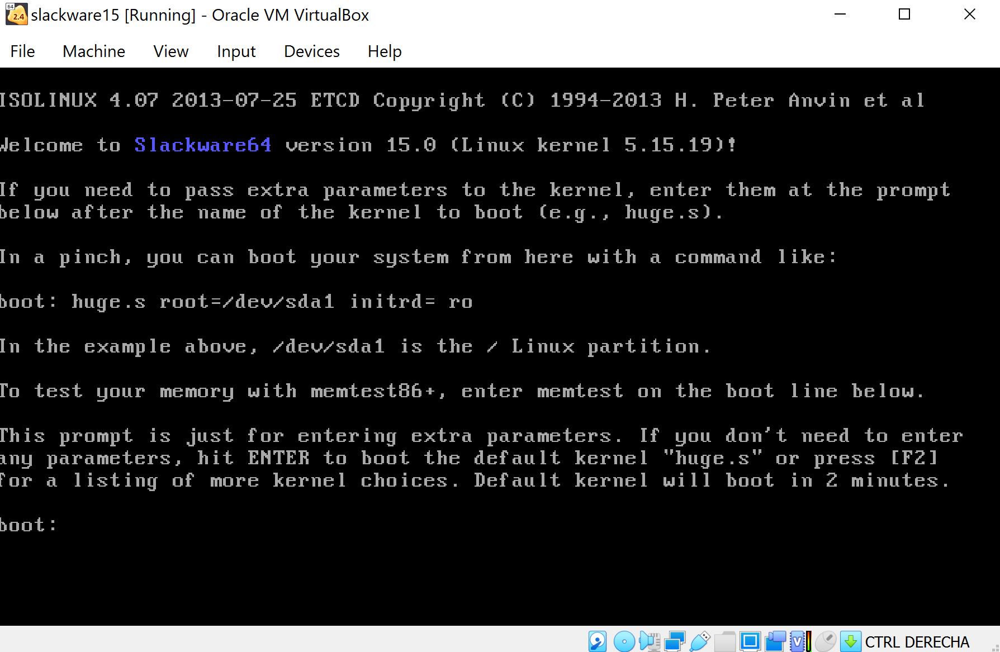 64
2.4
slackware15 [Running] - Oracle VM VirtualBox
File Machine View Input Devices Help
ISOLINUX 4.07 2013-07-25 ETCD Copyright (C) 1994-2013 H. Peter Anvin et al
Welcome to Slackware64 version 15.0 (Linux kernel 5.15.19)!
If you need to pass extra parameters to the kernel, enter them at the prompt
below after the name of the kernel to boot (e.g., huge.s).
In a pinch, you can boot your system from here with a command like:
boot: huge.s root=/dev/sda1 initrd= ro
In the example above, /dev/sda1 is the / Linux partition.
To test your memory with memtest86+, enter memtest on the boot line below.
This prompt is just for entering extra parameters. If you don't need to enter
any parameters, hit ENTER to boot the default kernel "huge.s" or press [F2]
for a listing of more kernel choices. Default kernel will boot in 2 minutes.
boot:
V
CTRL DERECHA